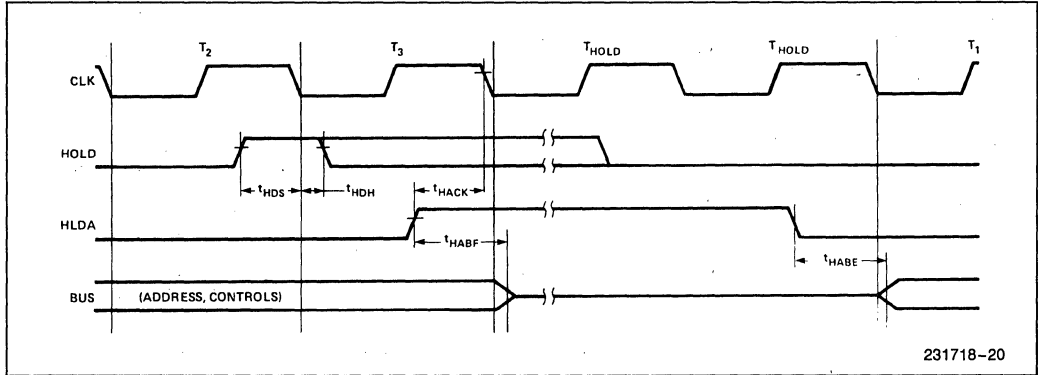 T2 T3 THOLD THOLD T1
CLK
HOLD
tHDS tHDH tHACK
HLDA
tHABF tHABE
BUS (ADDRESS, CONTROLS)
231718-20